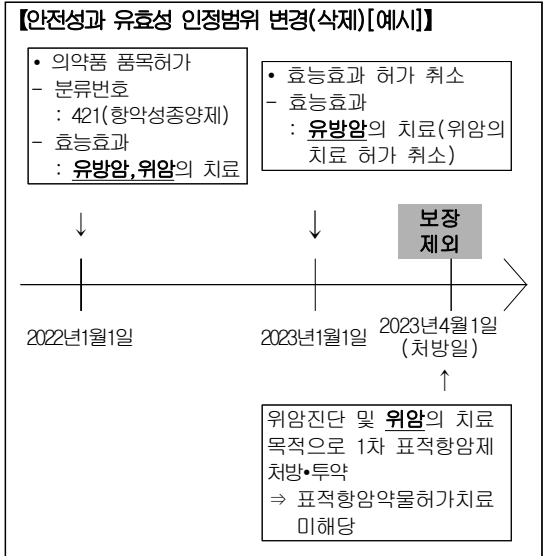 【안전성과 유효성 인정범위 변경(삭제)[예시]】
• 의약품 품목허가
- 분류번호
: 421(항악성종양제)
- 효능효과
: 유방암,위암의 치료
• 효능효과 허가 취소
- 효능효과
: 유방암의 치료(위암의
치료 허가 취소)
↓
↓
보장
제외
2022년1월1일
2023년1월1일
2023년4월1일
(처방일)
↑
위암진단 및 위암의 치료
목적으로 1차 표적항암제
처방•투약
⇒ 표적항암약물허가치료
미해당